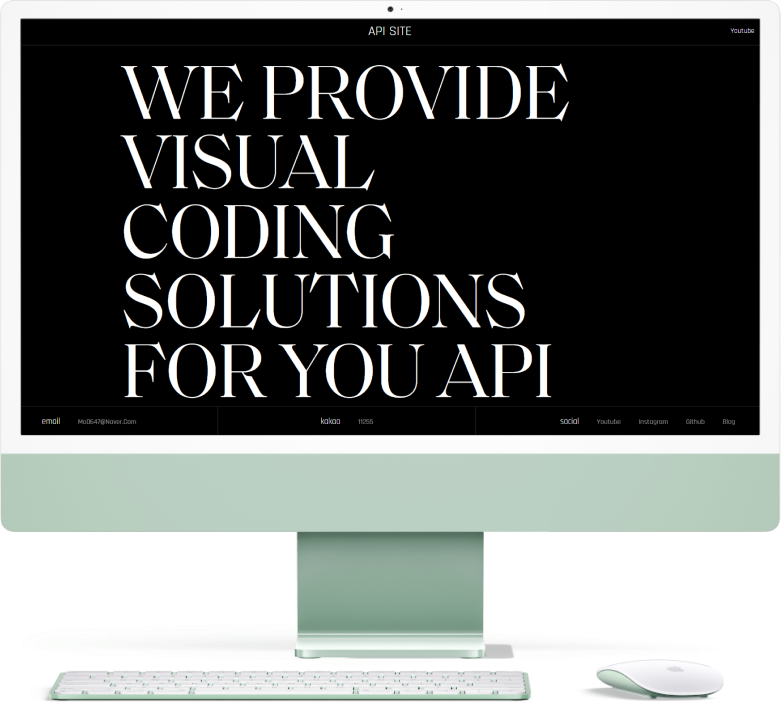 API SITE
Youtube
WE PROVIDE
VISUAL
CODING
SOLUTIONS
FOR YOU API
email Mo0647@Naver.Com
kakao 11255
social Youtube Instagram Github Blog